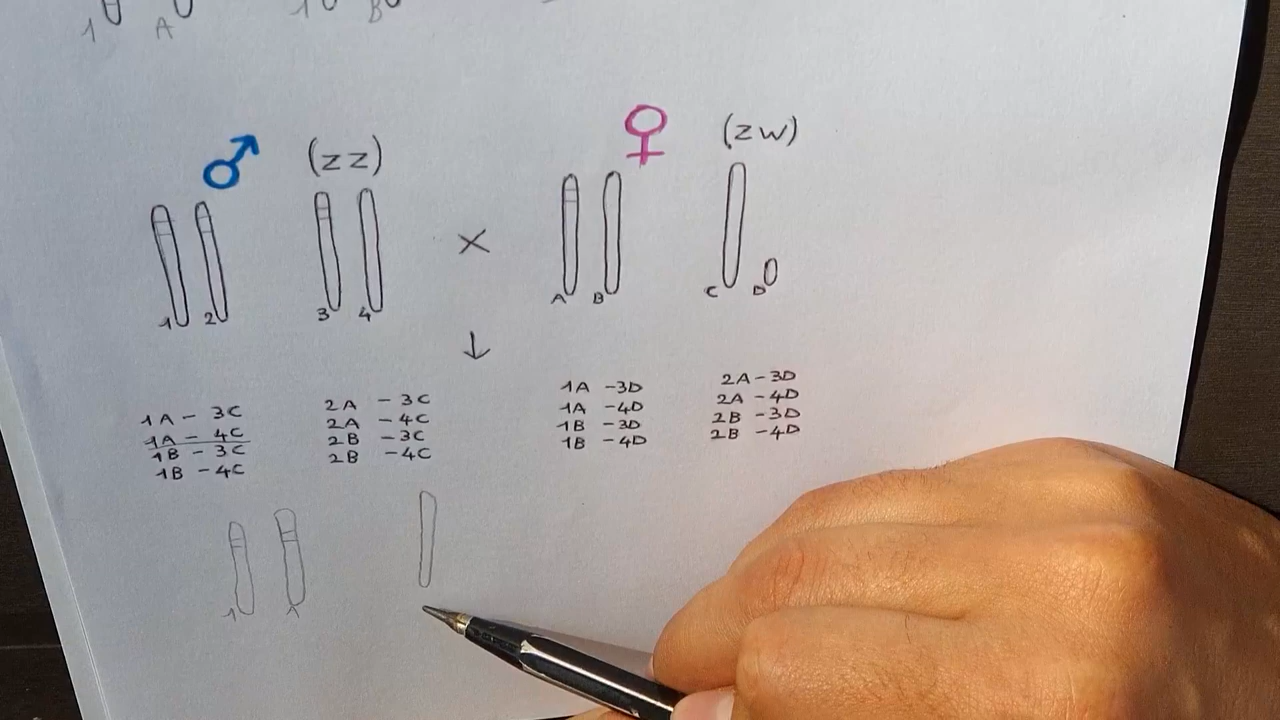 1 A 1 B
♂ (ZZ) ♀ (ZW)
1 2 3 4 × A B C D
↓
1A - 3C
1A - 4C
1B - 3C
1B - 4C
2A - 3C
2A - 4C
2B - 3C
2B - 4C
1A - 3D
1A - 4D
1B - 3D
1B - 4D
2A - 3D
2A - 4D
2B - 3D
2B - 4D
1